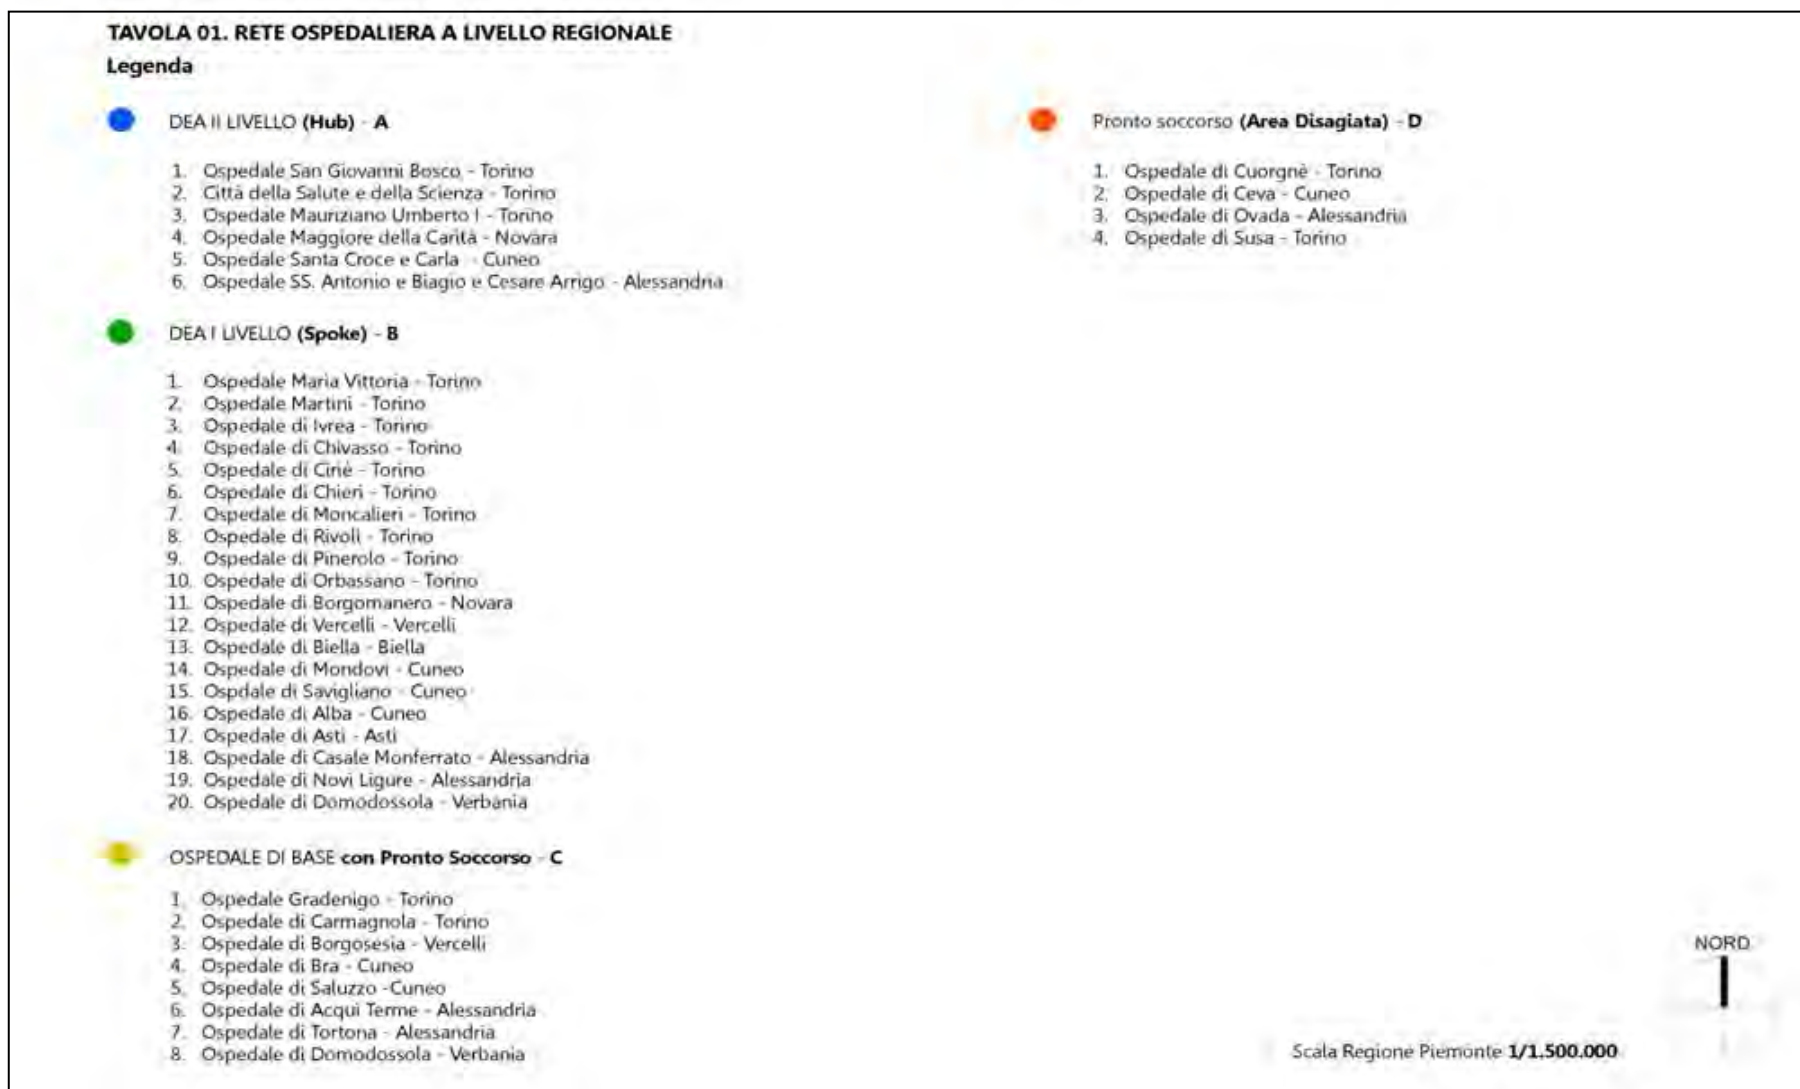 TAVOLA 01. RETE OSPEDALIERA A LIVELLO REGIONALE
Legenda
DEA II LIVELLO (Hub) - A
1. Ospedale San Giovanni Bosco - Torino
2. Città della Salute e della Scienza - Torino
3. Ospedale Mauriziano Umberto I - Torino
4. Ospedale Maggiore della Carità - Novara
5. Ospedale Santa Croce e Carla - Cuneo
6. Ospedale SS. Antonio e Biagio e Cesare Arrigo - Alessandria
DEA I LIVELLO (Spoke) - B
1. Ospedale Maria Vittoria - Torino
2. Ospedale Martini - Torino
3. Ospedale di Ivrea - Torino
4. Ospedale di Chivasso - Torino
5. Ospedale di Ciriè - Torino
6. Ospedale di Chieri - Torino
7. Ospedale di Moncalieri - Torino
8. Ospedale di Rivoli - Torino
9. Ospedale di Pinerolo - Torino
10. Ospedale di Orbassano - Torino
11. Ospedale di Borgomanero - Novara
12. Ospedale di Vercelli - Vercelli
13. Ospedale di Biella - Biella
14. Ospedale di Mondovi - Cuneo
15. Ospdale di Savigliano - Cuneo
16. Ospedale di Alba - Cuneo
17. Ospedale di Asti - Asti
18. Ospedale di Casale Monferrato - Alessandria
19. Ospedale di Novi Ligure - Alessandria
20. Ospedale di Domodossola - Verbania
OSPEDALE DI BASE con Pronto Soccorso - C
1. Ospedale Gradenigo - Torino
2. Ospedale di Carmagnola - Torino
3. Ospedale di Borgosesia - Vercelli
4. Ospedale di Bra - Cuneo
5. Ospedale di Saluzzo -Cuneo
6. Ospedale di Acqui Terme - Alessandria
7. Ospedale di Tortona - Alessandria
8. Ospedale di Domodossola - Verbania
Pronto soccorso (Area Disagiata) - D
1. Ospedale di Cuorgnè - Torino
2. Ospedale di Ceva - Cuneo
3. Ospedale di Ovada - Alessandria
4. Ospedale di Susa - Torino
NORD
Scala Regione Piemonte 1/1.500.000